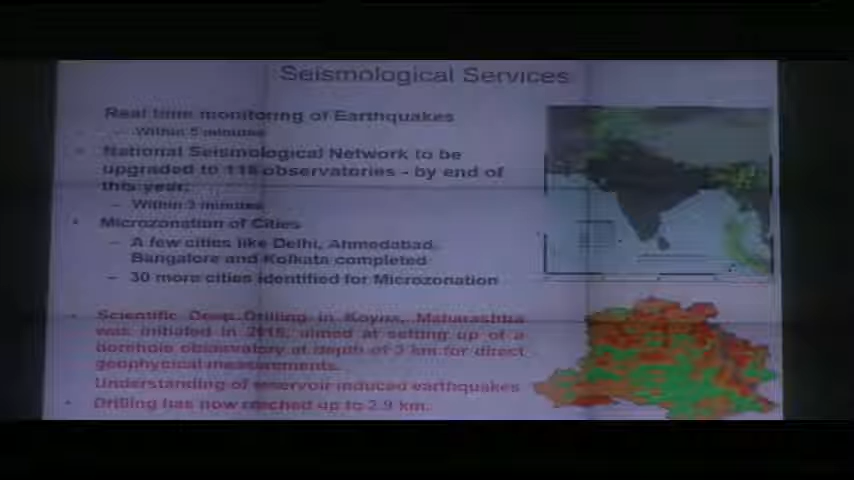 Seismological Services
Real time monitoring of Earthquakes
– Within 5 minutes
• National Seismological Network to be
upgraded to 116 observatories - by end of
this year;
– Within 3 minutes
• Microzonation of Cities
– A few cities like Delhi, Ahmedabad,
Bangalore and Kolkata completed
– 30 more cities identified for Microzonation
• Scientific Deep Drilling in Koyna, Maharashtra
was initiated in aimed at setting up of a
borehole observatory at depth of 3 km for direct
geophysical measurements.
Understanding of reservoir induced earthquakes
• Drilling has now reached up to 2.9 km.